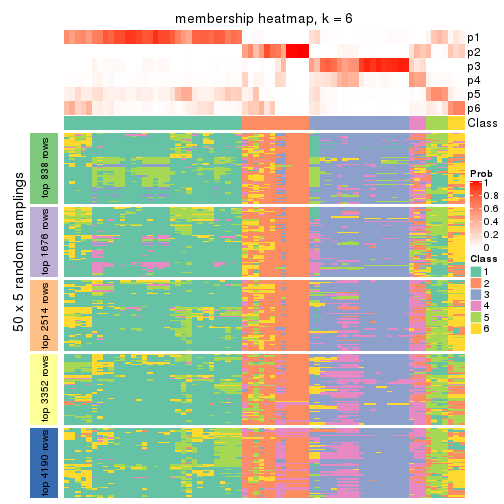 membership heatmap, k = 6
p1
p2
p3
p4
p5
p6
Class
50 x 5 random samplings
top 838 rows
top 1676 rows
top 2514 rows
top 3352 rows
top 4190 rows
Prob
1
0.8
0.6
0.4
0.2
0
Class
1
2
3
4
5
6